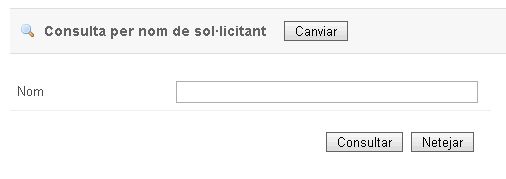 Consulta per nom de sol·licitant Canviar
Nom
Consultar Netejar